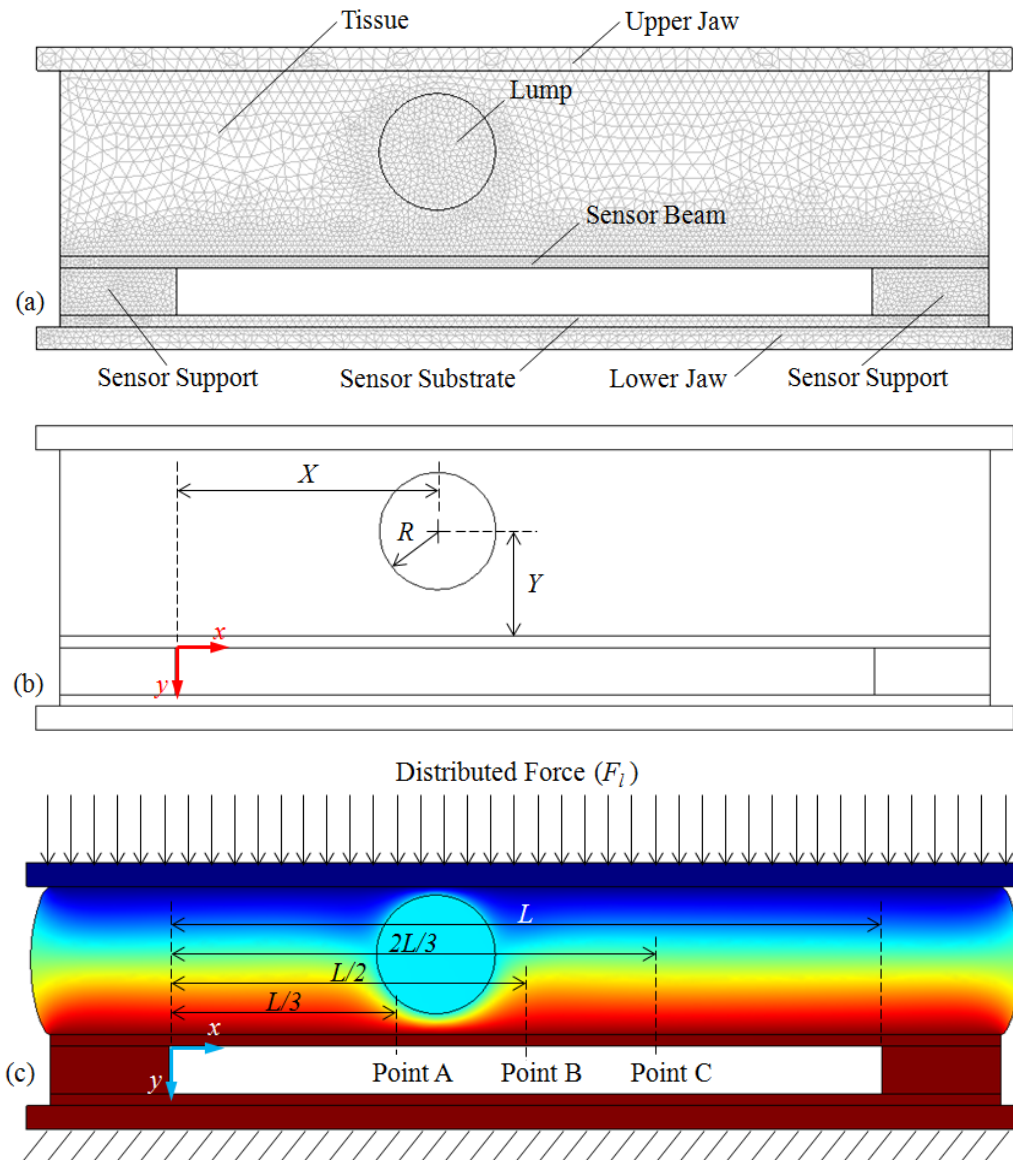 Tissue
Upper Jaw
Lump
Sensor Beam
(a)
Sensor Support
Sensor Substrate
Lower Jaw
Sensor Support
X
R
Y
x
y
(b)
Distributed Force (F_l)
L
2L/3
L/2
L/3
x
y
(c)
Point A
Point B
Point C